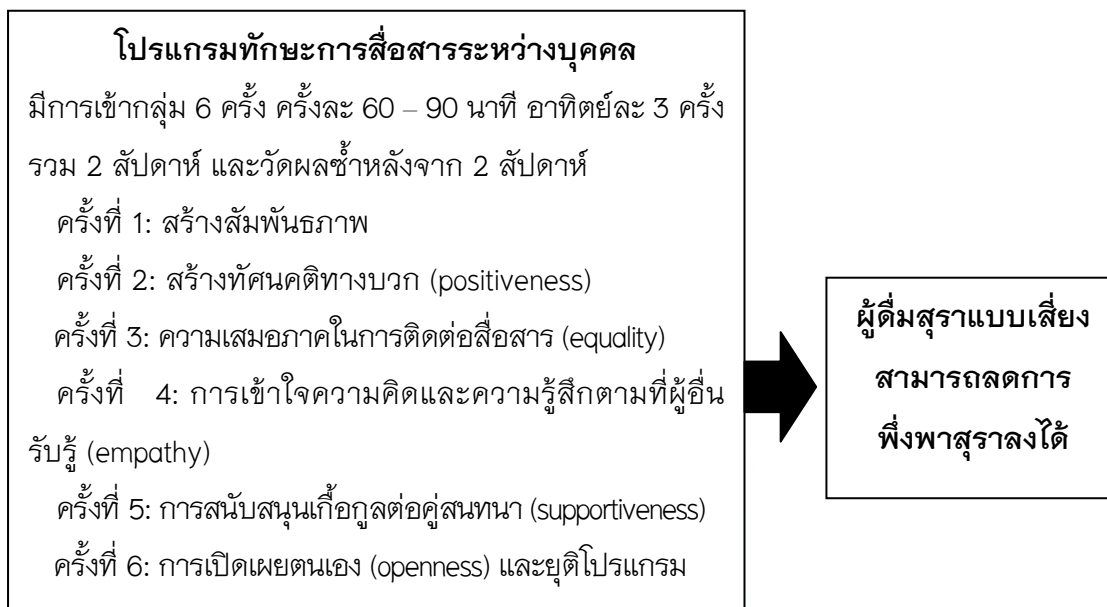 โปรแกรมทักษะการสื่อสารระหว่างบุคคล
มีการเข้ากลุ่ม 6 ครั้ง ครั้งละ 60 – 90 นาที อาทิตย์ละ 3 ครั้ง
รวม 2 สัปดาห์ และวัดผลซ้ำหลังจาก 2 สัปดาห์
ครั้งที่ 1: สร้างสัมพันธภาพ
ครั้งที่ 2: สร้างทัศนคติทางบวก (positiveness)
ครั้งที่ 3: ความเสมอภาคในการติดต่อสื่อสาร (equality)
ครั้งที่ 4: การเข้าใจความคิดและความรู้สึกตามที่ผู้อื่น
รับรู้ (empathy)
ครั้งที่ 5: การสนับสนุนเกื้อกูลต่อคู่สนทนา (supportiveness)
ครั้งที่ 6: การเปิดเผยตนเอง (openness) และยุติโปรแกรม
ผู้ดื่มสุราแบบเสี่ยง
สามารถลดการ
พึ่งพาสุราลงได้